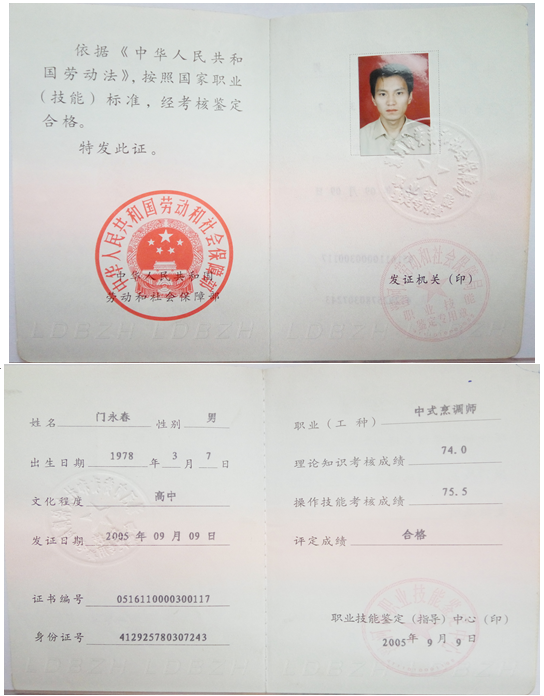 依据《中华人民共和
国劳动法》，按照国家职业
（技能）标准，经考核鉴定
合格。
特发此证。
中华人民共和国劳动和社会保障部
中华人民共和国
劳动和社会保障部
发证机关（印）
LDBZH LDBZH
姓名 门永春 性别 男
出生日期 1978 年 3 月 7 日
文化程度 高中
发证日期 2005 年 09 月 09 日
证书编号 0516110000300117
身份证号 412925780307243
职业（工 种） 中式烹调师
理论知识考核成绩 74.0
操作技能考核成绩 75.5
评定成绩 合格
职业技能鉴定（指导）中心（印）
2005年 9 月 9 日